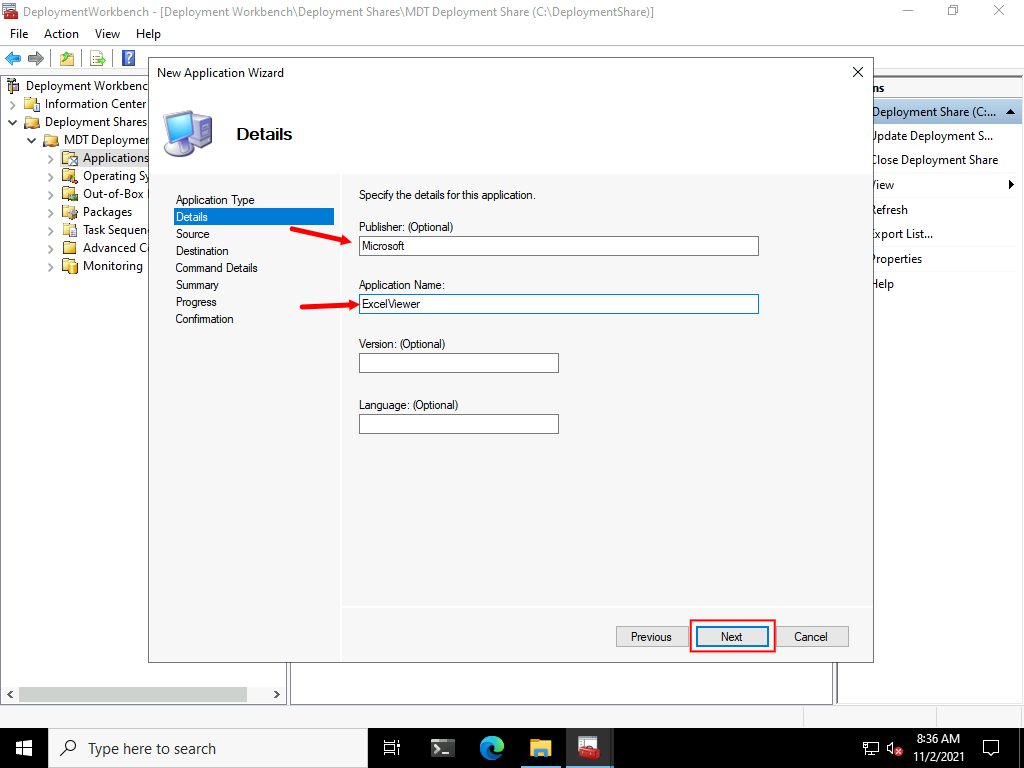 DeploymentWorkbench - [Deployment Workbench\Deployment Shares\MDT Deployment Share (C:\DeploymentShare)]
File Action View Help
Deployment Workbenc
Information Center
Deployment Shares
MDT Deployme
Applications
Operating Sy
Out-of-Box
Packages
Task Sequen
Advanced C
Monitoring
New Application Wizard
Details
Application Type
Details
Source
Destination
Command Details
Summary
Progress
Confirmation
Specify the details for this application.
Publisher: (Optional)
Microsoft
Application Name:
ExcelViewer
Version: (Optional)
Language: (Optional)
Previous Next Cancel
ns
Deployment Share (C:...
Update Deployment S...
Close Deployment Share
View
Refresh
Export List...
Properties
Help
Type here to search
8:36 AM
11/2/2021